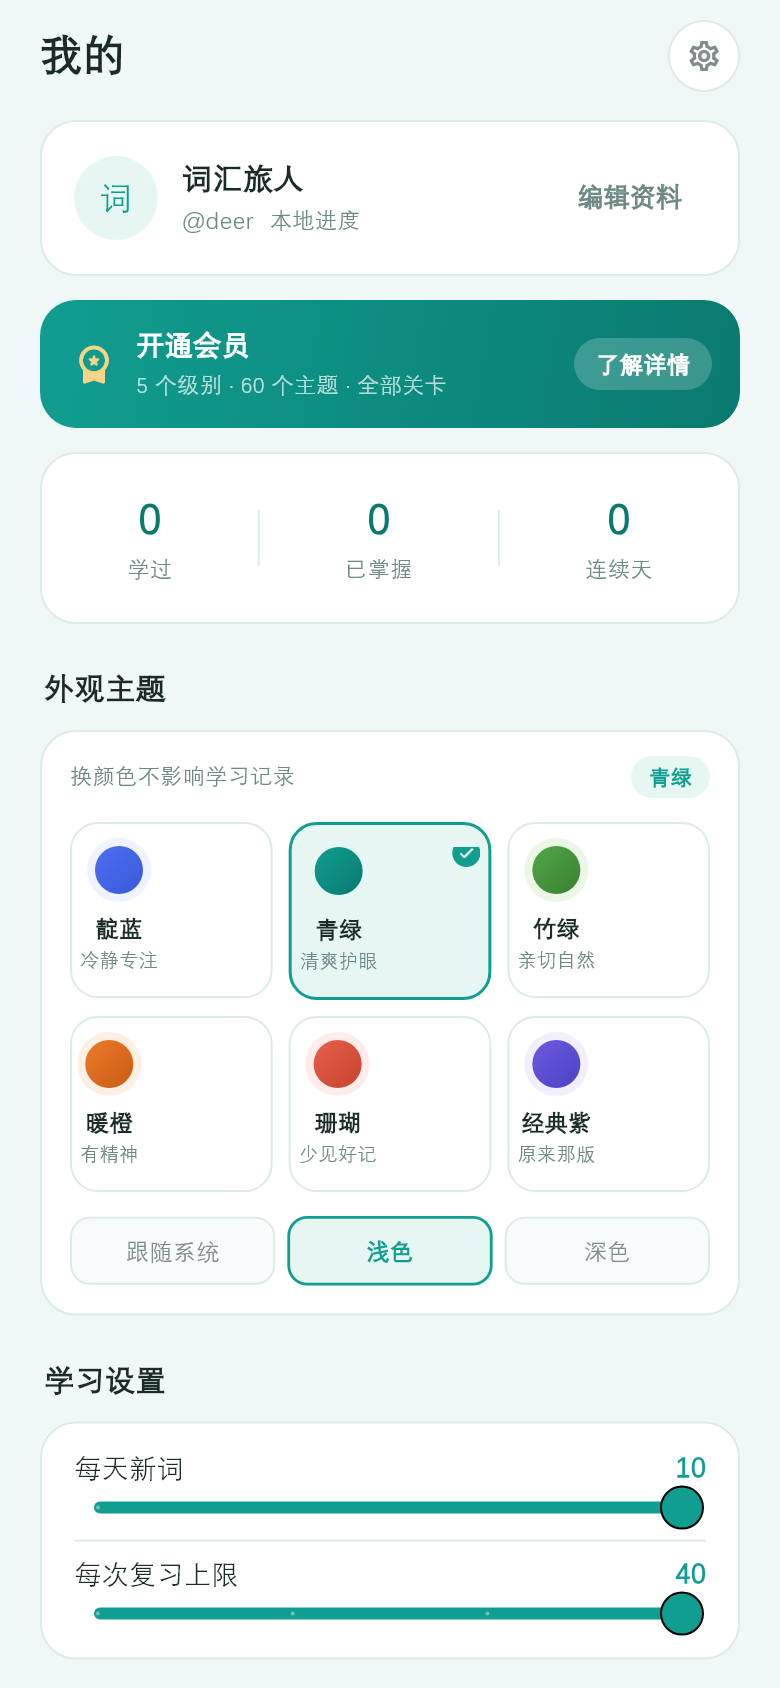 我的
词
词汇旅人
@deer 本地进度
编辑资料
开通会员
5 个级别 · 60 个主题 · 全部关卡
了解详情
0
学过
0
已掌握
0
连续天
外观主题
换颜色不影响学习记录
青绿
靛蓝
冷静专注
青绿
清爽护眼
竹绿
亲切自然
暖橙
有精神
珊瑚
少见好记
经典紫
原来那版
跟随系统
浅色
深色
学习设置
每天新词
10
每次复习上限
40